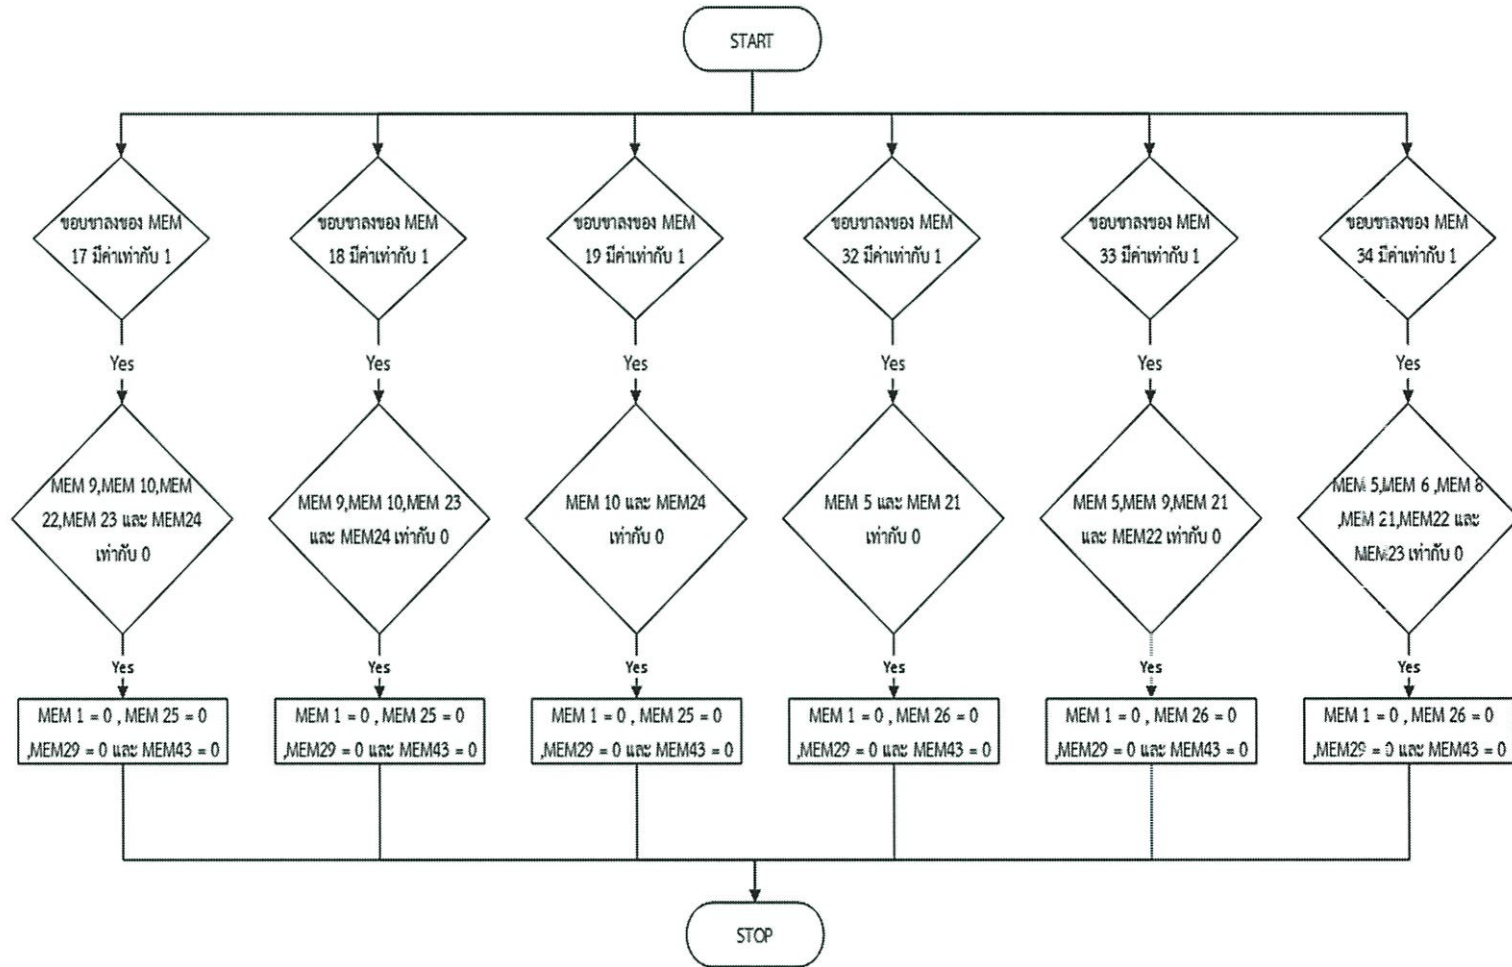 START
ขอบขาลงของ MEM
17 มีค่าเท่ากับ 1
ขอบขาลงของ MEM
18 มีค่าเท่ากับ 1
ขอบขาลงของ MEM
19 มีค่าเท่ากับ 1
ขอบขาลงของ MEM
32 มีค่าเท่ากับ 1
ขอบขาลงของ MEM
33 มีค่าเท่ากับ 1
ขอบขาลงของ MEM
34 มีค่าเท่ากับ 1
Yes
Yes
Yes
Yes
Yes
Yes
MEM 9,MEM 10,MEM
22,MEM 23 และ MEM24
เท่ากับ 0
MEM 9,MEM 10,MEM 23
และ MEM24 เท่ากับ 0
MEM 10 และ MEM24
เท่ากับ 0
MEM 5 และ MEM 21
เท่ากับ 0
MEM 5,MEM 9,MEM 21
และ MEM22 เท่ากับ 0
MEM 5,MEM 6 ,MEM 8
,MEM 21,MEM22 และ
MEM23 เท่ากับ 0
Yes
Yes
Yes
Yes
Yes
Yes
MEM 1 = 0 , MEM 25 = 0
,MEM29 = 0 และ MEM43 = 0
MEM 1 = 0 , MEM 25 = 0
,MEM29 = 0 และ MEM43 = 0
MEM 1 = 0 , MEM 25 = 0
,MEM29 = 0 และ MEM43 = 0
MEM 1 = 0 , MEM 26 = 0
,MEM29 = 0 และ MEM43 = 0
MEM 1 = 0 , MEM 26 = 0
,MEM29 = 0 และ MEM43 = 0
MEM 1 = 0 , MEM 26 = 0
,MEM29 = 0 และ MEM43 = 0
STOP